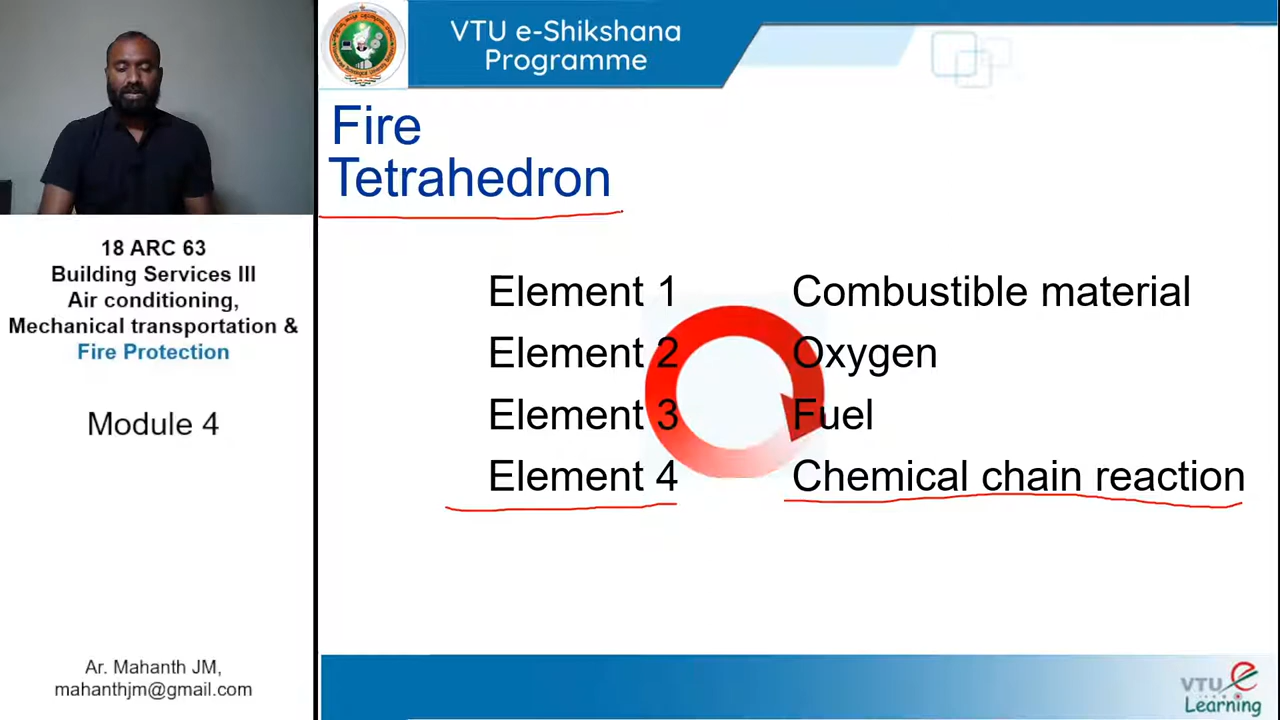 VTU e-Shikshana
Programme
Fire
Tetrahedron
18 ARC 63
Building Services III
Air conditioning,
Mechanical transportation &
Fire Protection
Module 4
Element 1 Combustible material
Element 2 Oxygen
Element 3 Fuel
Element 4 Chemical chain reaction
Ar. Mahanth JM,
mahanthjm@gmail.com
VTU e
Learning